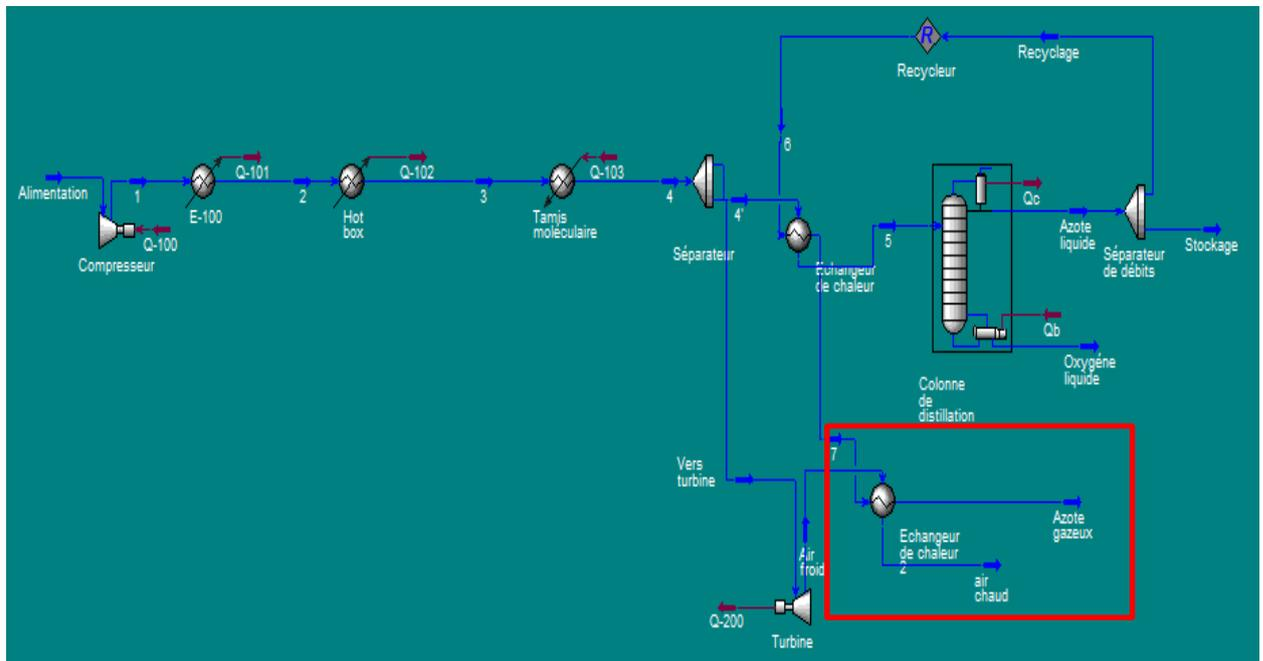 R
Recyclage
Recycleur
6
Alimentation
1
Q-101
2
Q-102
3
Q-103
4
4'
E-100
Hot
box
Tamis
moléculaire
Q-100
Compresseur
Séparateur
Echangeur
de chaleur
5
Qc
Azote
liquide
Séparateur
de débits
Stockage
Qb
Oxygéne
liquide
Colonne
de
distillation
7
Vers
turbine
Azote
gazeux
Echangeur
de chaleur
2
Air
froid
air
chaud
Q-200
Turbine